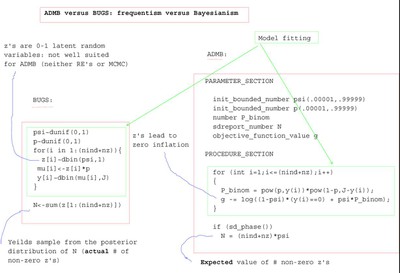 ADMB versus BUGS: frequentism versus Bayesianism
Model fitting
z's are 0-1 latent random
variables: not well suited
for ADMB (neither RE's or MCMC)
ADMB:
PARAMETER_SECTION
init_bounded_number psi(.00001,.99999)
init_bounded_number p(.00001,.99999)
number P_binom
sdreport_number N
objective_function_value g
BUGS:
psi~dunif(0,1)
p~dunif(0,1)
for(i in 1:(nind+nz)){
z[i]~dbin(psi,1)
mu[i]<-z[i]*p
y[i]~dbin(mu[i],J)
}
N<-sum(z[1:(nind+nz)])
z's lead to
zero inflation
PROCEDURE_SECTION
for (int i=1;i<=(nind+nz);i++)
{
P_binom = pow(p,y(i))*pow(1-p,J-y(i));
g -= log((1-psi)*(y(i)==0) + psi*P_binom);
}
if (sd_phase())
N = (nind+nz)*psi
Yeilds sample from the posterior
distribution of N (actual # of
non-zero z's)
Expected value of # non-zero z's